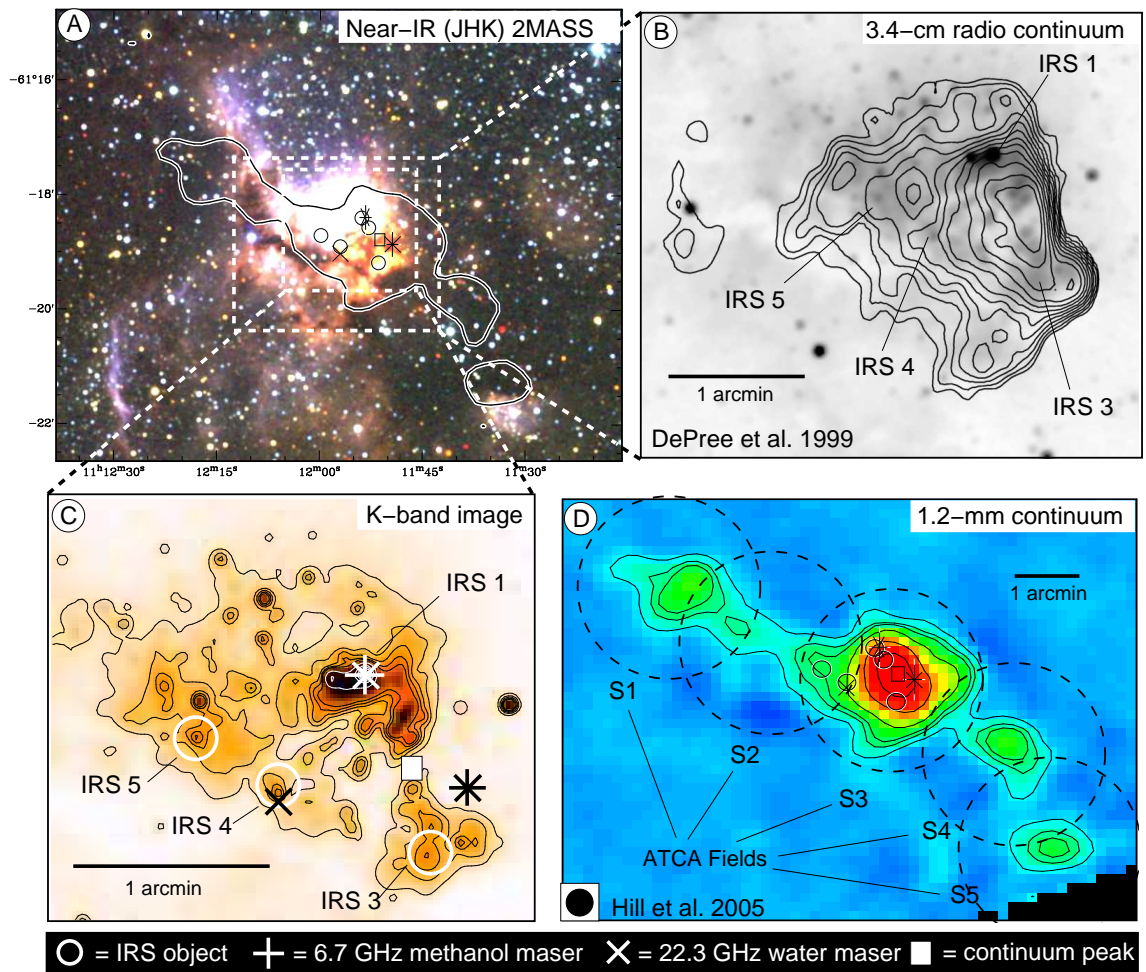 A
Near−IR (JHK) 2MASS
−61°16′
−18′
−20′
−22′
11ʰ12ᵐ30ˢ
12ᵐ15ˢ
12ᵐ00ˢ
11ᵐ45ˢ
11ᵐ30ˢ
B
3.4−cm radio continuum
IRS 1
IRS 5
IRS 4
IRS 3
1 arcmin
DePree et al. 1999
C
K−band image
IRS 1
IRS 5
IRS 4
IRS 3
1 arcmin
D
1.2−mm continuum
1 arcmin
S1
S2
S3
S4
S5
ATCA Fields
Hill et al. 2005
= IRS object = 6.7 GHz methanol maser = 22.3 GHz water maser = continuum peak